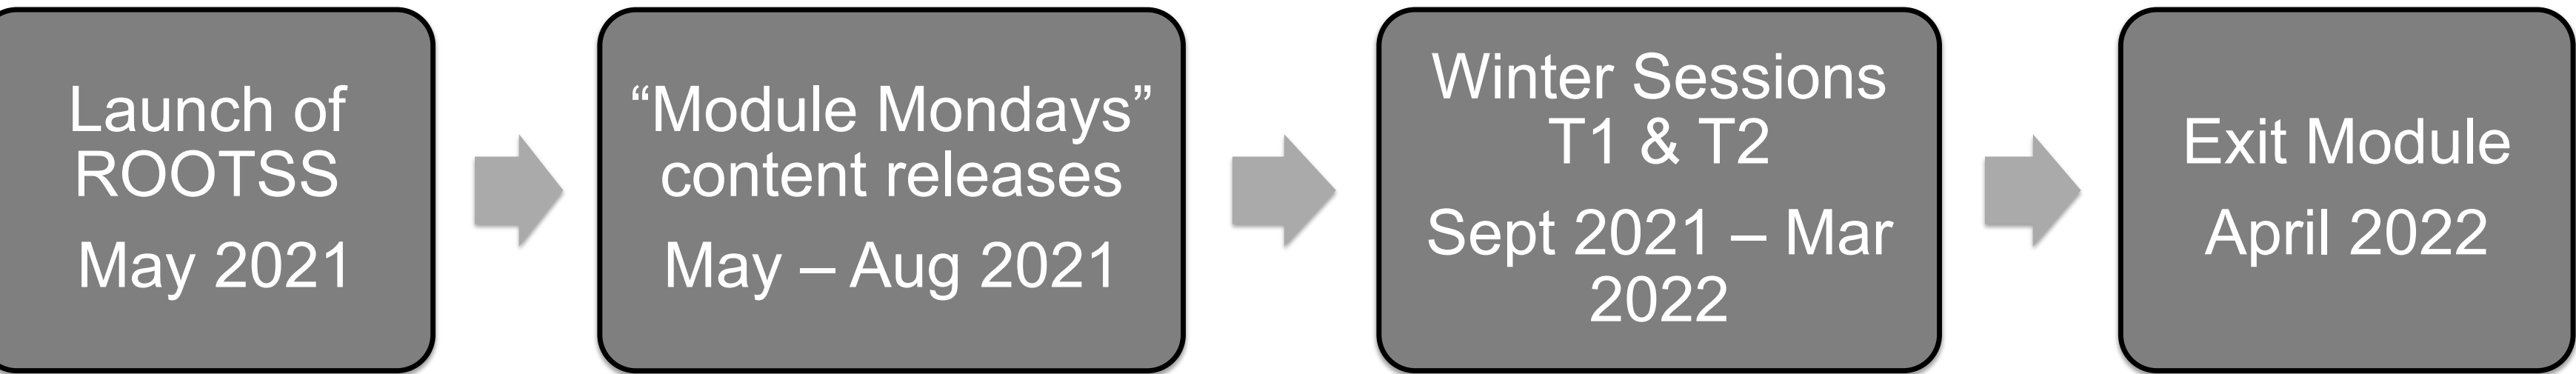 Launch of
ROOTSS
May 2021
“Module Mondays”
content releases
May – Aug 2021
Winter Sessions
T1 & T2
Sept 2021 – Mar
2022
Exit Module
April 2022